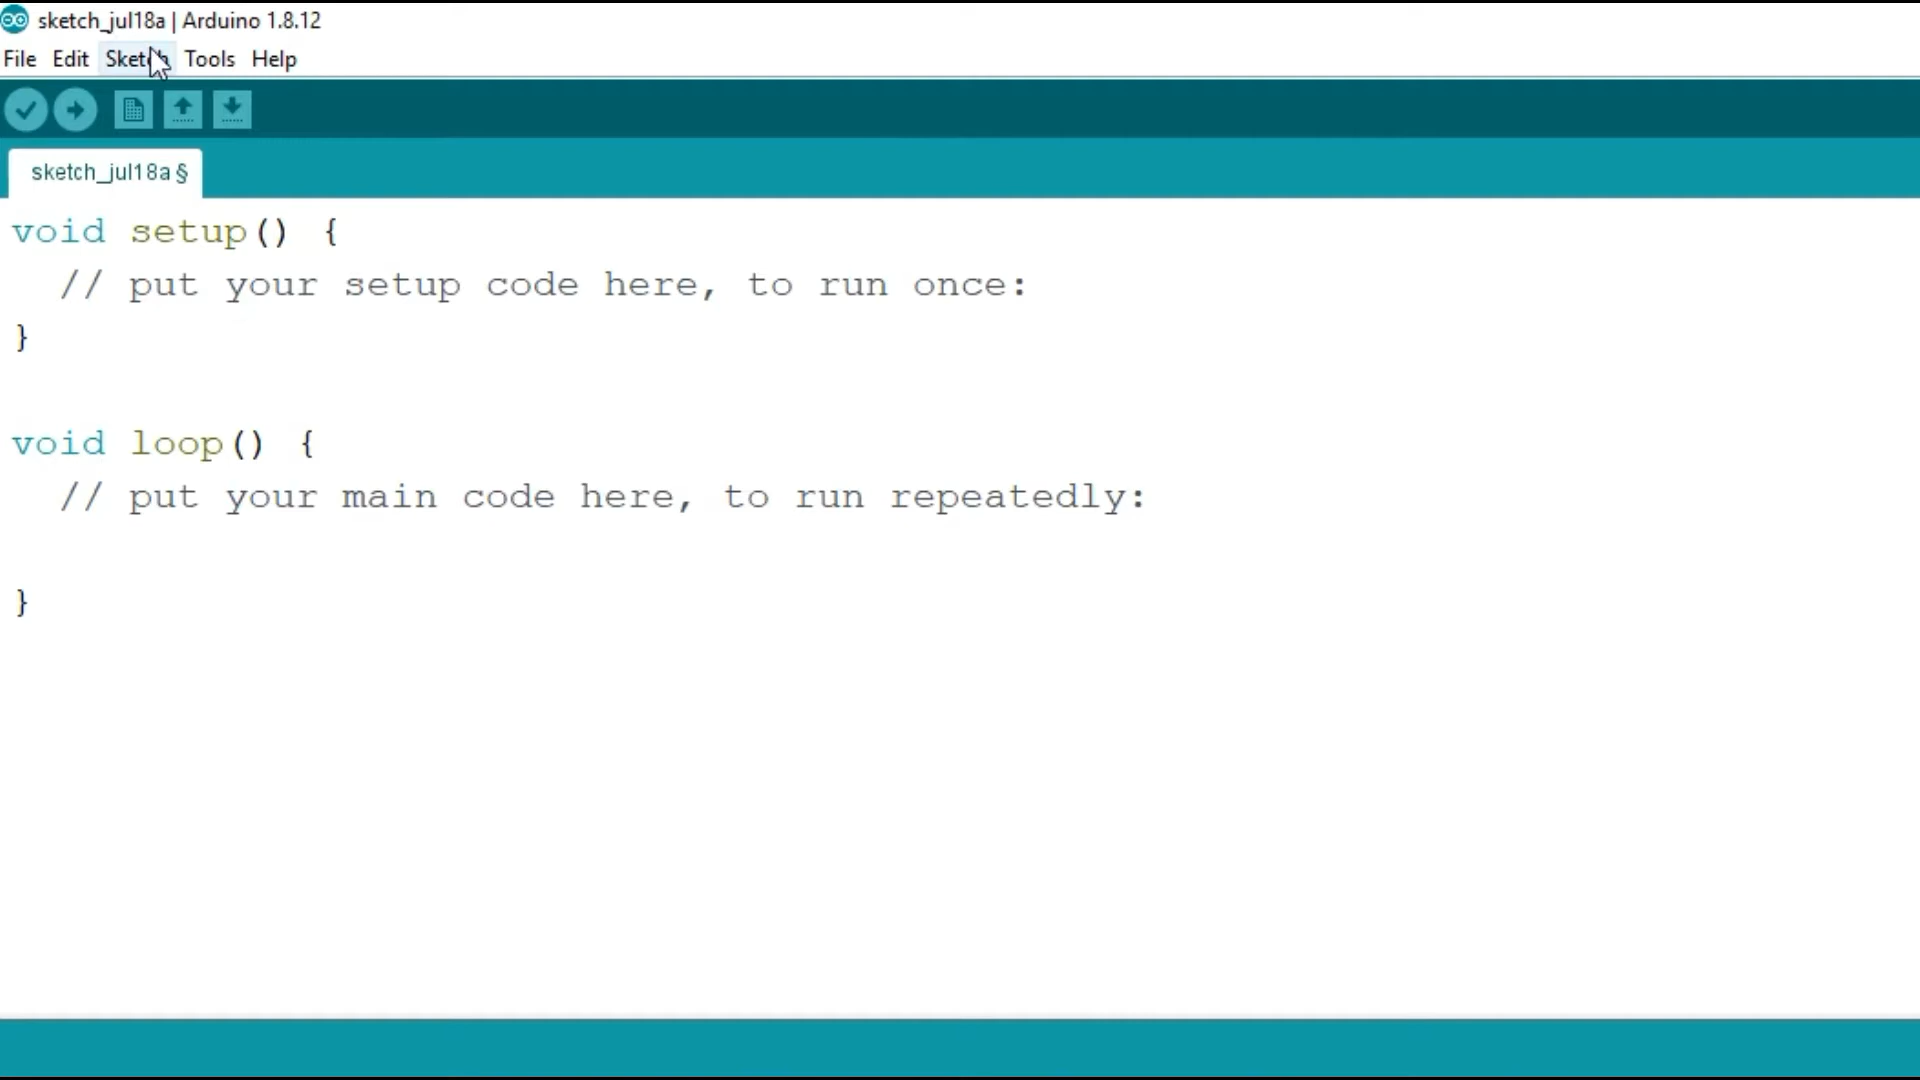 sketch_jul18a | Arduino 1.8.12
File Edit Sketch Tools Help
sketch_jul18a §
void setup() {
  // put your setup code here, to run once:
}
void loop() {
  // put your main code here, to run repeatedly:
}